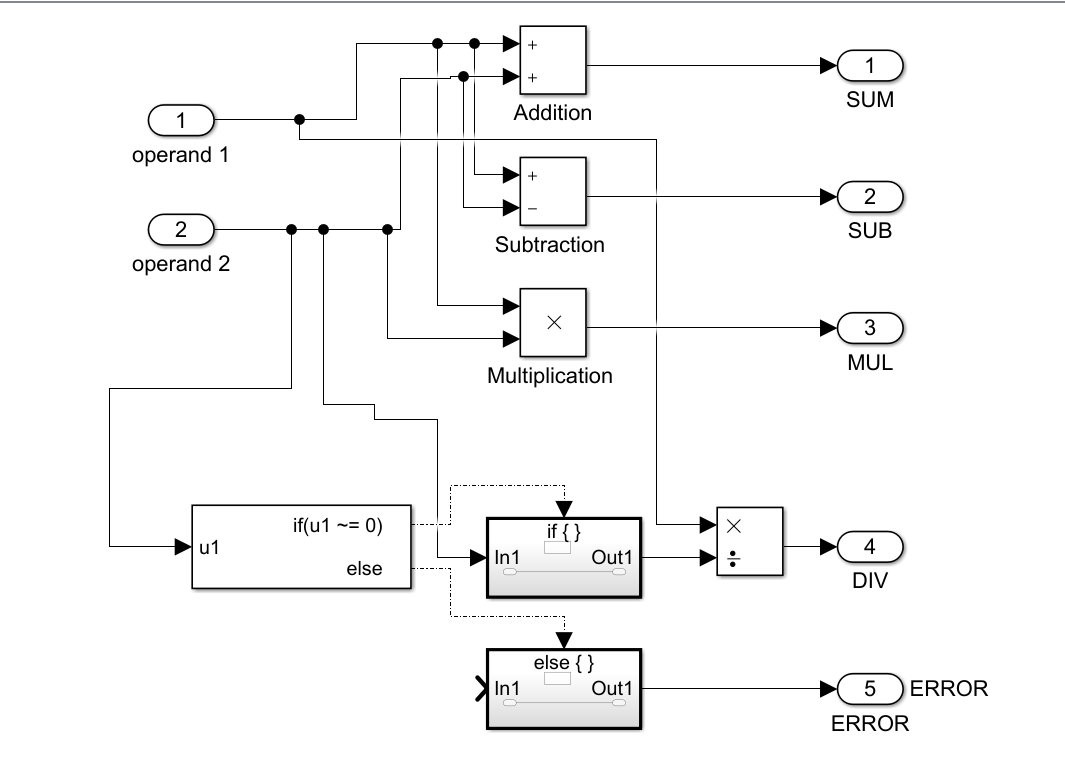 +
+
Addition
1
SUM
1
operand 1
+
−
Subtraction
2
SUB
2
operand 2
×
Multiplication
3
MUL
u1
if(u1 ~= 0)
else
if { }
In1
Out1
×
÷
4
DIV
else { }
In1
Out1
5
ERROR
ERROR